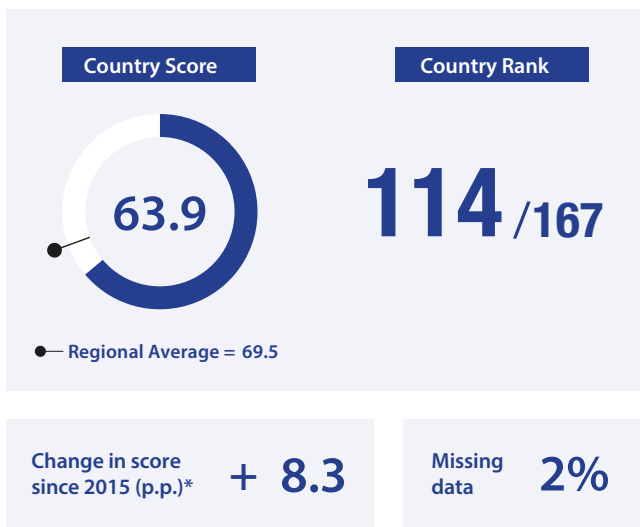 Country Score
Country Rank
63.9
114/167
Regional Average = 69.5
Change in score
since 2015 (p.p.)*
+ 8.3
Missing
data
2%